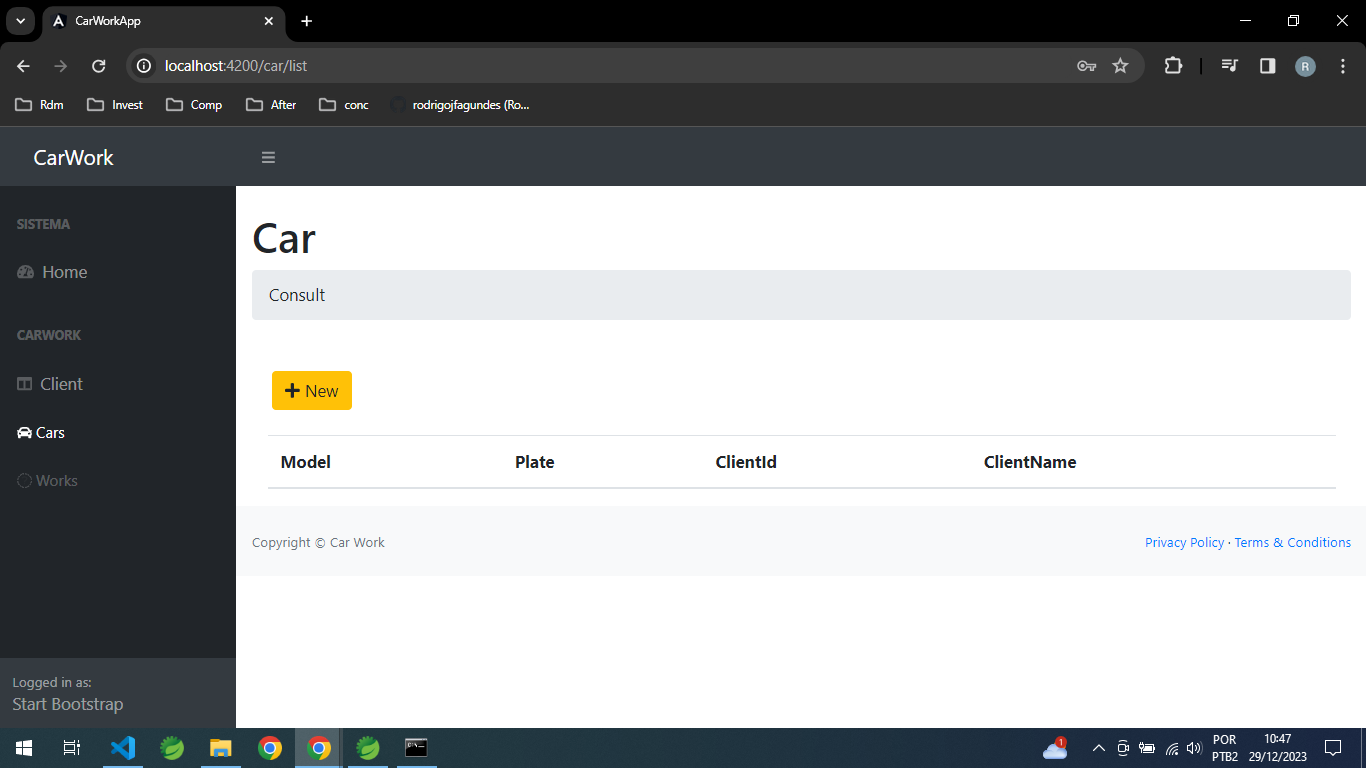 CarWorkApp
localhost:4200/car/list
R
Rdm Invest Comp After conc rodrigojfagundes (Ro...
CarWork
SISTEMA
Home
CARWORK
Client
Cars
Works
Logged in as:
Start Bootstrap
Car
Consult
New
Model Plate ClientId ClientName
Copyright © Car Work Privacy Policy · Terms & Conditions
1
POR
PTB2
10:47
29/12/2023